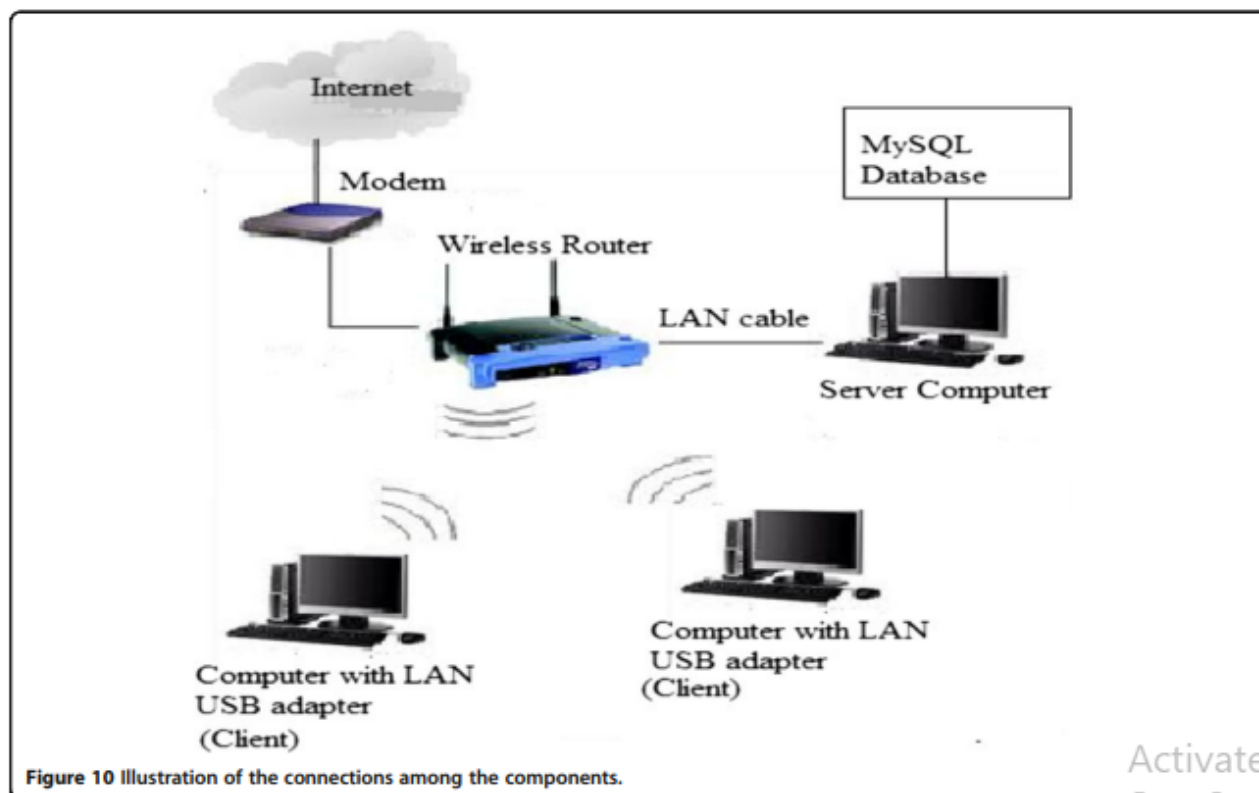 Internet
Modem
MySQL
Database
Wireless Router
LAN cable
Server Computer
Computer with LAN
USB adapter
(Client)
Computer with LAN
USB adapter
(Client)
Figure 10 Illustration of the connections among the components.
Activate